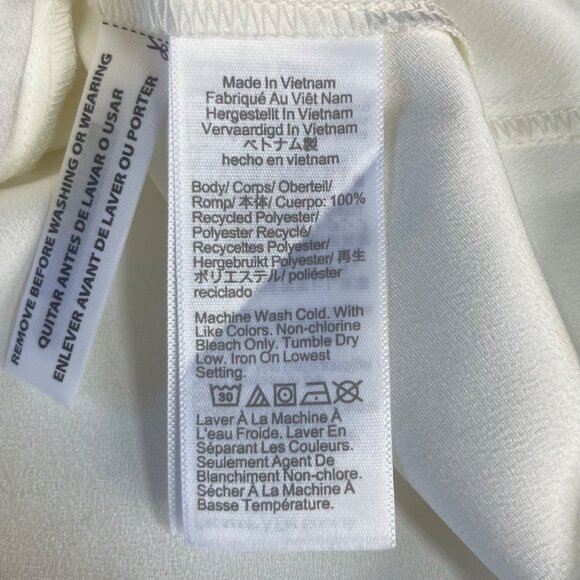 REMOVE BEFORE WASHING OR WEARING
QUITAR ANTES DE LAVAR O USAR
ENLEVER AVANT DE LAVER OU PORTER
Made In Vietnam
Fabriqué Au Viêt Nam
Hergestellt In Vietnam
Vervaardigd In Vietnam
ベトナム製
hecho en vietnam
Body/ Corps/ Oberteil/
Romp/ 本体/ Cuerpo: 100%
Recycled Polyester/
Polyester Recyclé/
Recyceltes Polyester/
Hergebruikt Polyester/ 再生
ポリエステル/ poliéster
reciclado
Machine Wash Cold. With
Like Colors. Non-chlorine
Bleach Only. Tumble Dry
Low. Iron On Lowest
Setting.
30
Laver À La Machine À
L'eau Froide. Laver En
Séparant Les Couleurs.
Seulement Agent De
Blanchiment Non-chlore.
Sécher À La Machine À
Basse Température.